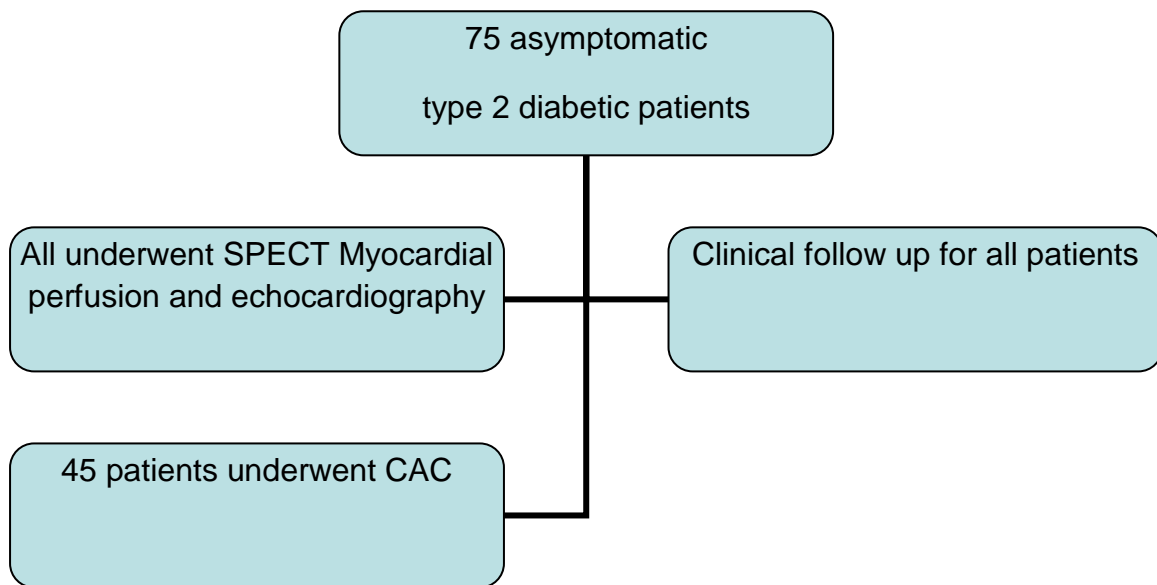 75 asymptomatic
type 2 diabetic patients
All underwent SPECT Myocardial
perfusion and echocardiography
Clinical follow up for all patients
45 patients underwent CAC